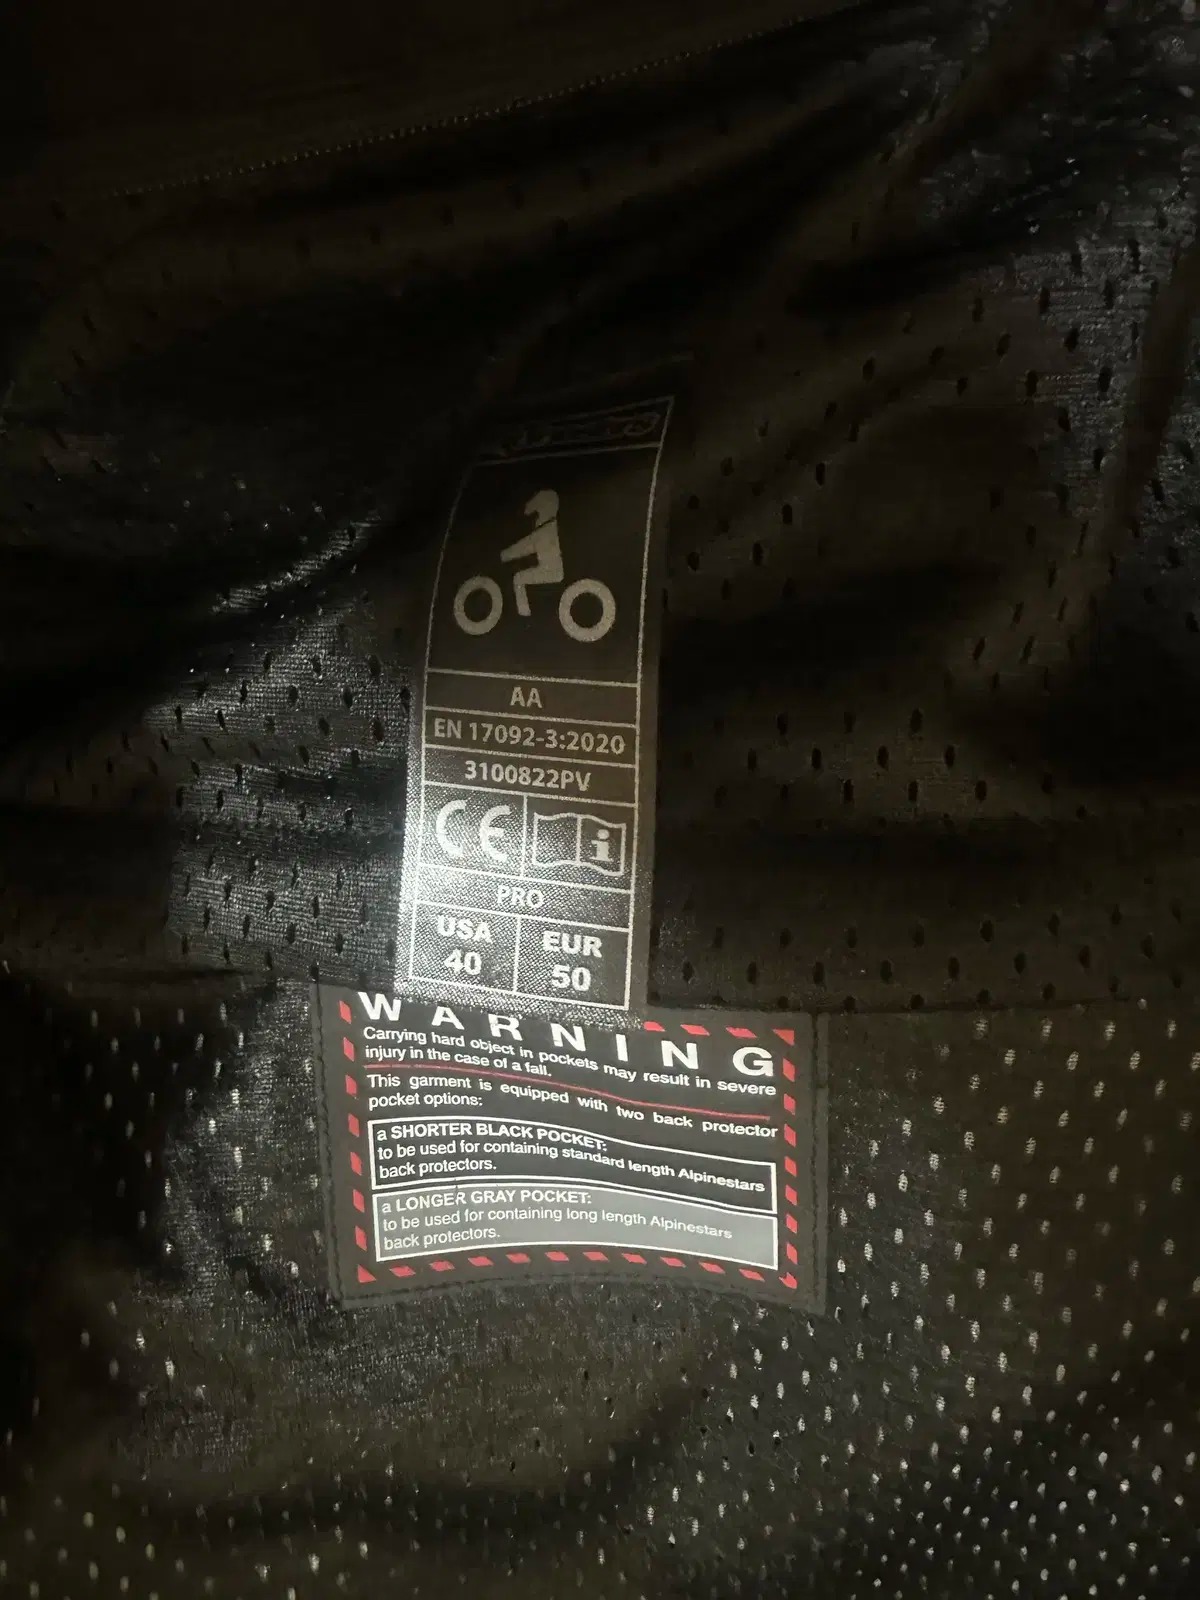 AA
EN 17092-3:2020
3100822PV
CE
i
PRO
USA EUR
40 50
WARNING
Carrying hard object in pockets may result in severe
injury in the case of a fall.
This garment is equipped with two back protector
pocket options:
a SHORTER BLACK POCKET:
to be used for containing standard length Alpinestars
back protectors.
a LONGER GRAY POCKET:
to be used for containing long length Alpinestars
back protectors.